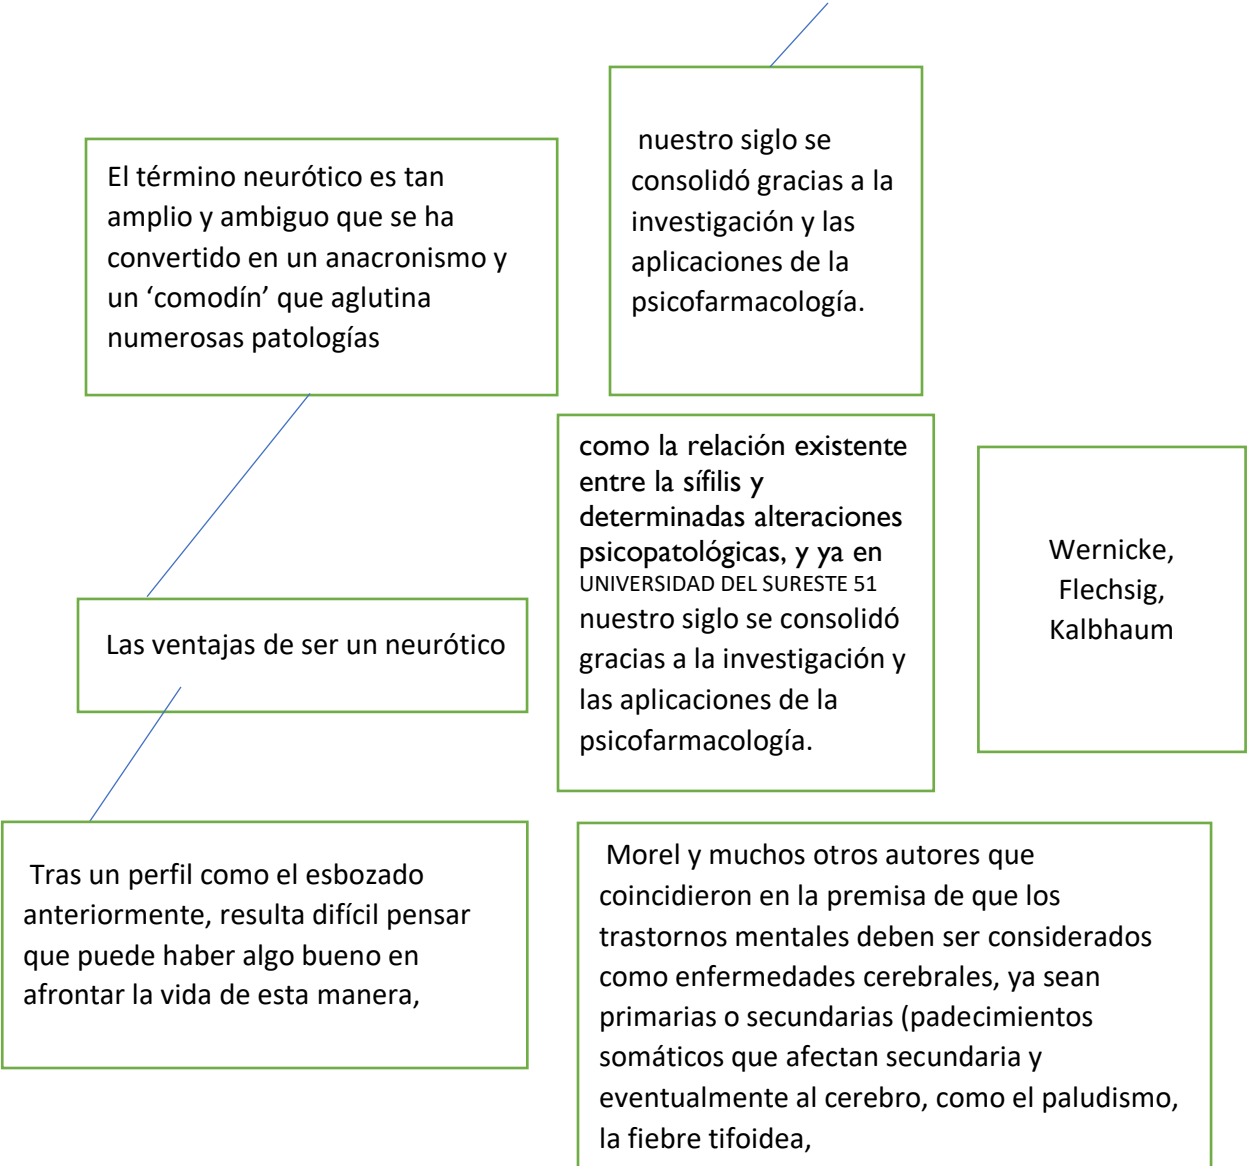 nuestro siglo se
consolidó gracias a la
investigación y las
aplicaciones de la
psicofarmacología.
El término neurótico es tan
amplio y ambiguo que se ha
convertido en un anacronismo y
un ‘comodín’ que aglutina
numerosas patologías
como la relación existente
entre la sífilis y
determinadas alteraciones
psicopatológicas, y ya en
UNIVERSIDAD DEL SURESTE 51
nuestro siglo se consolidó
gracias a la investigación y
las aplicaciones de la
psicofarmacología.
Wernicke,
Flechsig,
Kalbhaum
Las ventajas de ser un neurótico
Tras un perfil como el esbozado
anteriormente, resulta difícil pensar
que puede haber algo bueno en
afrontar la vida de esta manera,
Morel y muchos otros autores que
coincidieron en la premisa de que los
trastornos mentales deben ser considerados
como enfermedades cerebrales, ya sean
primarias o secundarias (padecimientos
somáticos que afectan secundaria y
eventualmente al cerebro, como el paludismo,
la fiebre tifoidea,